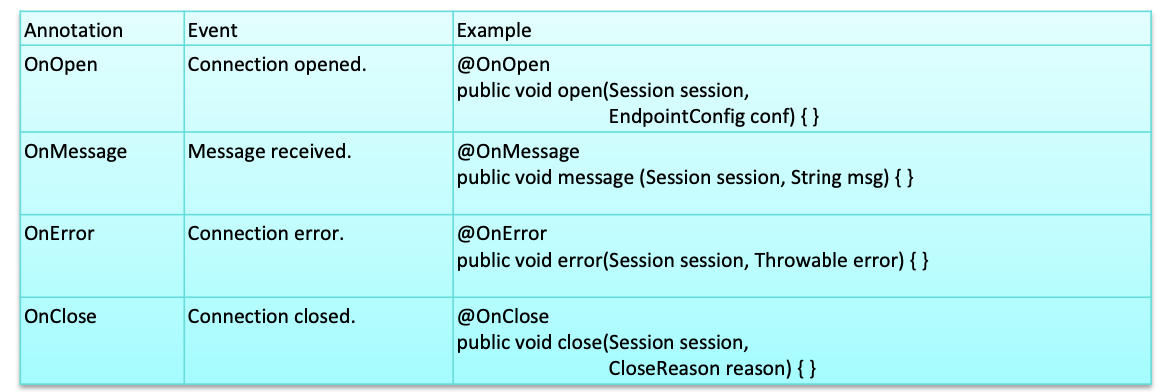 Annotation Event Example
OnOpen Connection opened. @OnOpen
public void open(Session session,
EndpointConfig conf) { }
OnMessage Message received. @OnMessage
public void message (Session session, String msg) { }
OnError Connection error. @OnError
public void error(Session session, Throwable error) { }
OnClose Connection closed. @OnClose
public void close(Session session,
CloseReason reason) { }